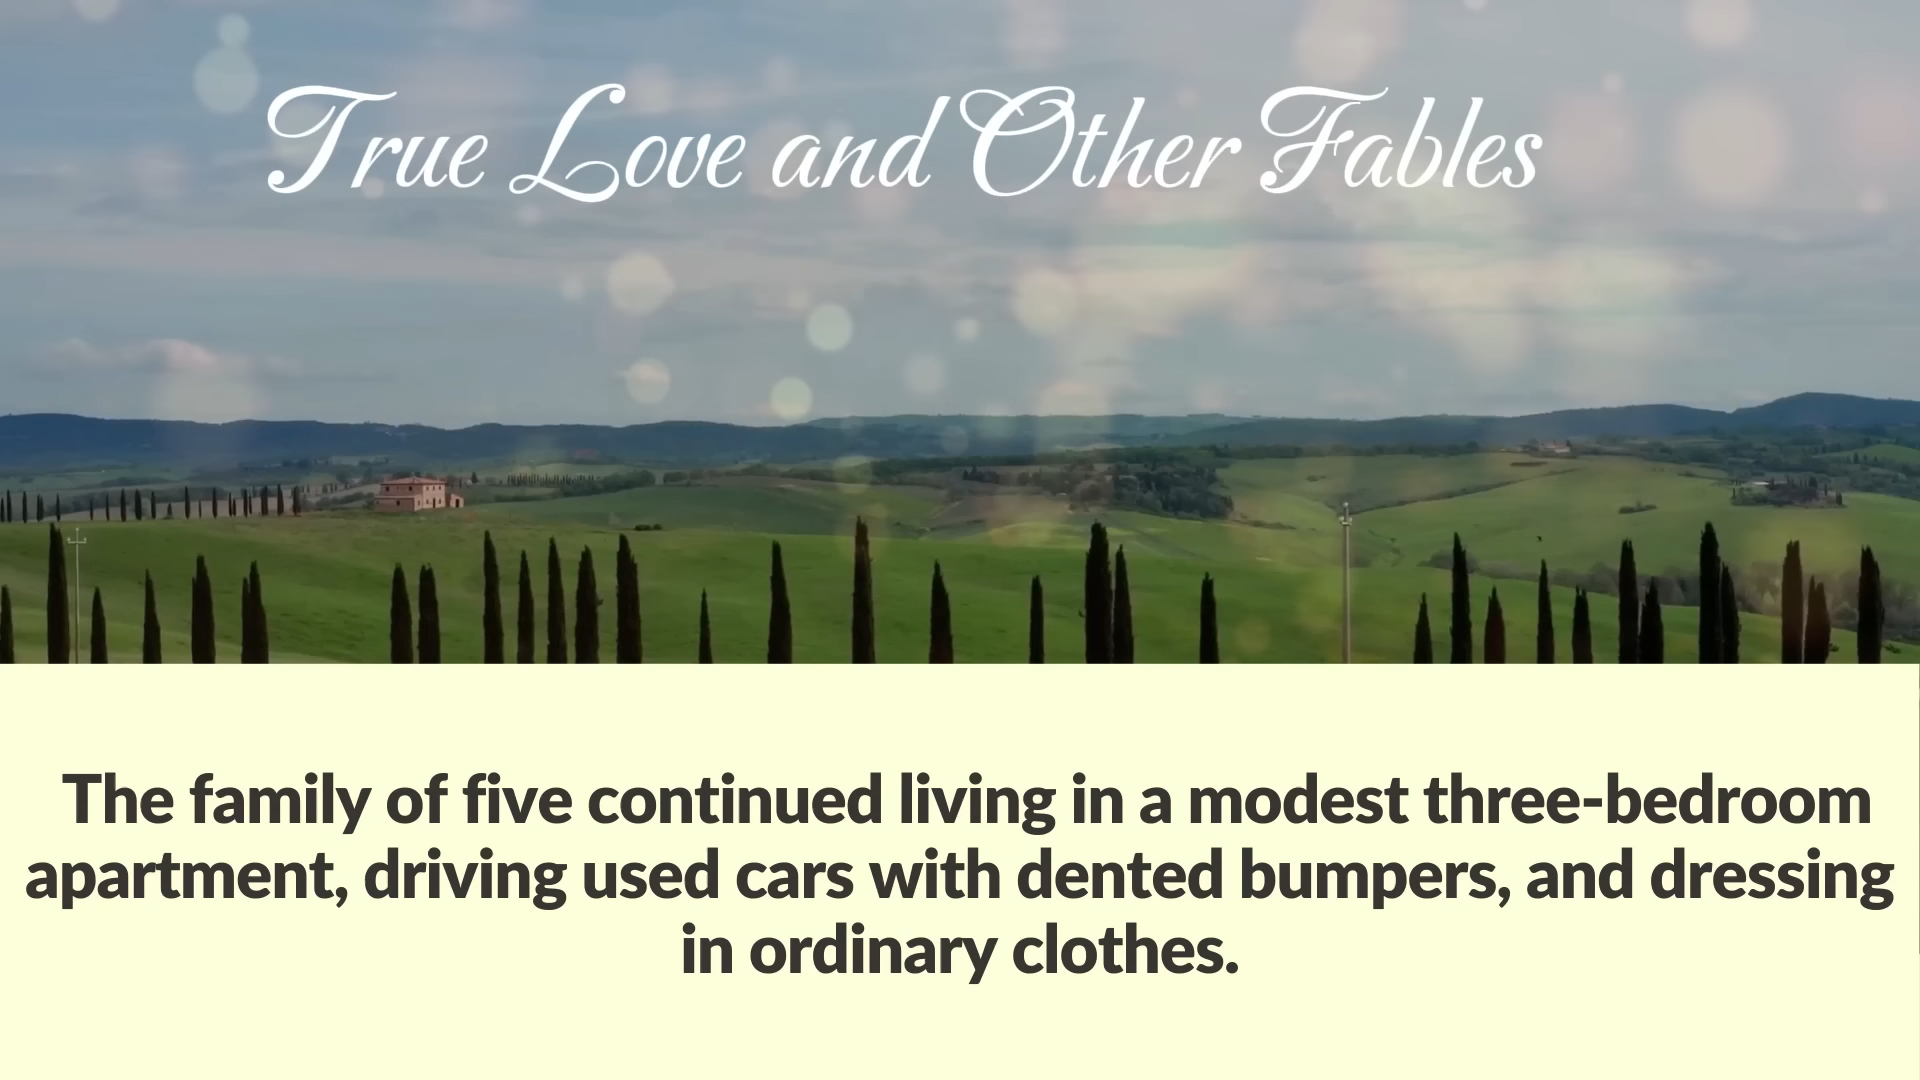 True Love and Other Fables
The family of five continued living in a modest three-bedroom
apartment, driving used cars with dented bumpers, and dressing
in ordinary clothes.